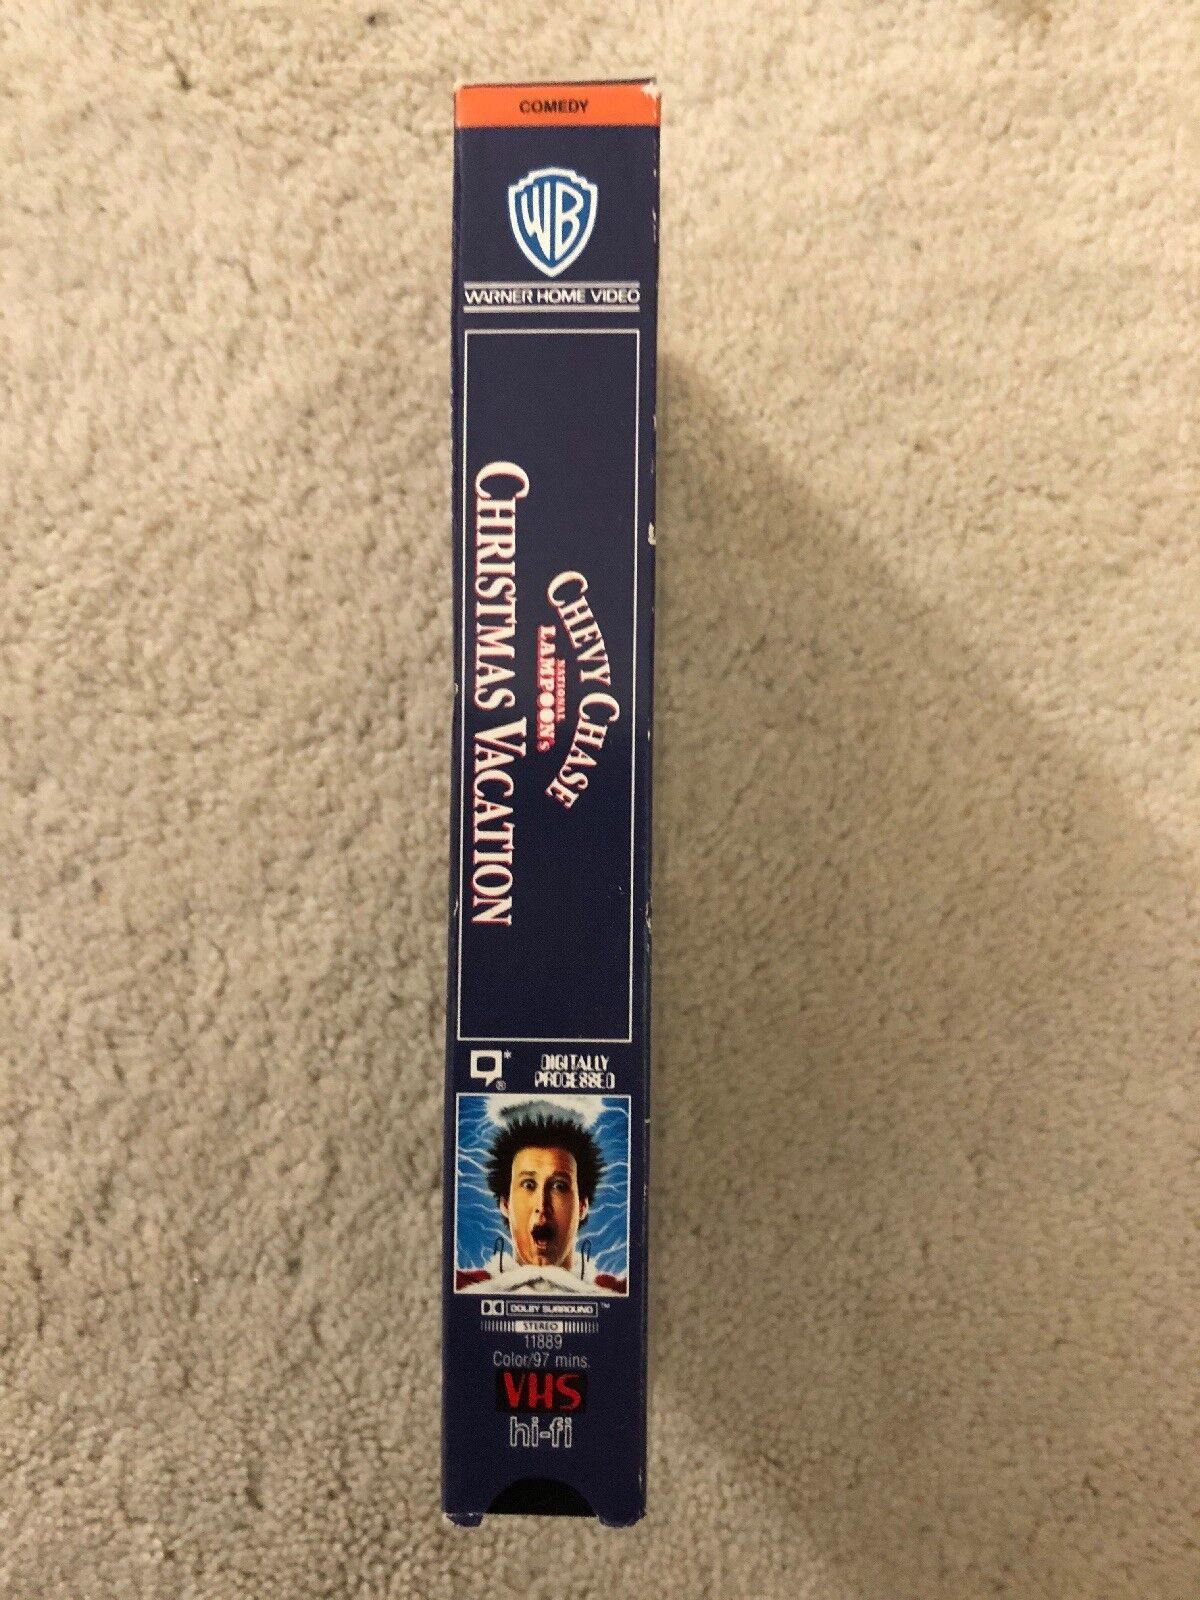 COMEDY
WB
WARNER HOME VIDEO
CHEVY CHASE
NATIONAL
LAMPOON's
CHRISTMAS VACATION
* ®
DIGITALLY
PROCESSED
DOLBY SURROUND ™
STEREO
11889
Color/97 mins.
VHS
hi-fi